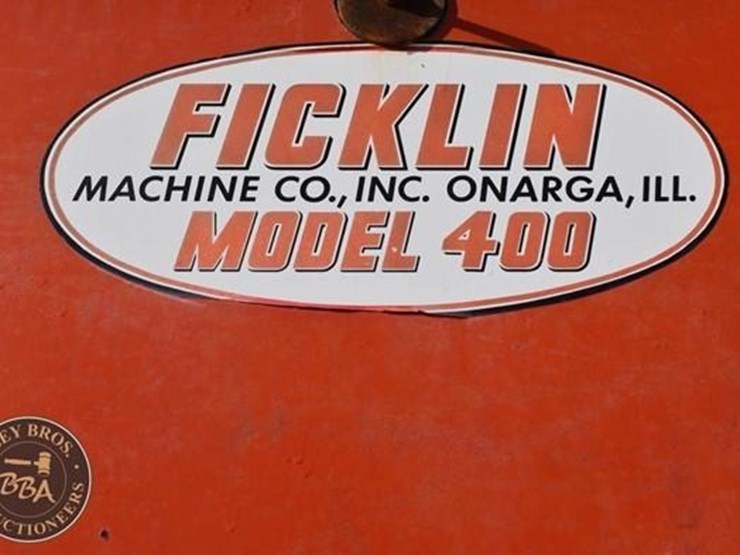 FICKLIN
MACHINE CO., INC. ONARGA, ILL.
MODEL 400
BROS.
BBA